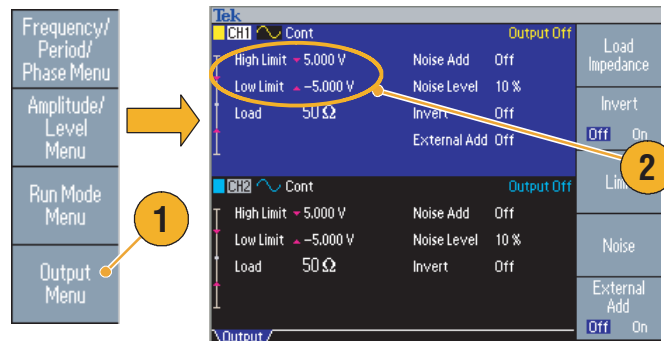 Frequency/
Period/
Phase Menu
Amplitude/
Level
Menu
Run Mode
Menu
Output
Menu
1
Tek
CH1 Cont Output Off
High Limit 5.000 V Noise Add Off
Low Limit -5.000 V Noise Level 10 %
Load 50 Ω Invert Off
External Add Off
CH2 Cont Output Off
High Limit 5.000 V Noise Add Off
Low Limit -5.000 V Noise Level 10 %
Load 50 Ω Invert Off
Output
Load
Impedance
Invert
Off On
2
Noise
External
Add
Off On